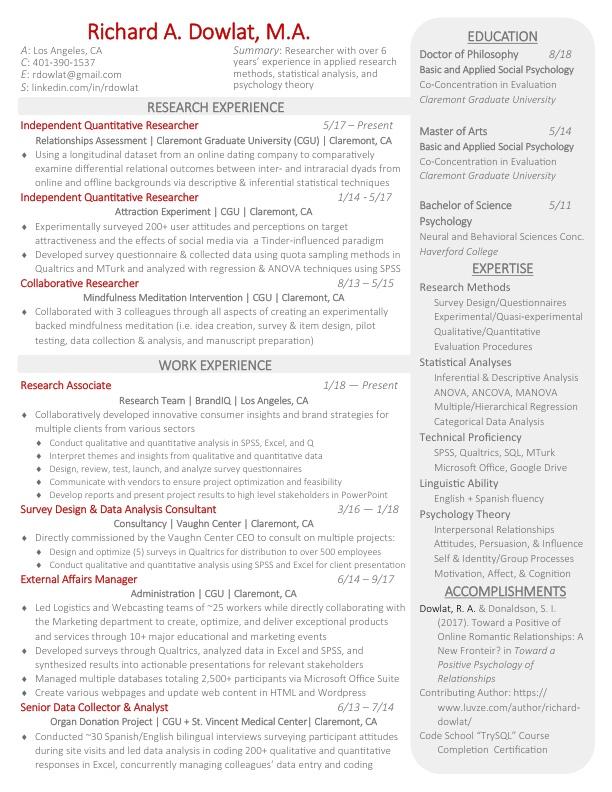 Richard A. Dowlat, M.A.
A: Los Angeles, CA
C: 401-390-1537
E: rdowlat@gmail.com
S: linkedin.com/in/rdowlat
Summary: Researcher with over 6
years’ experience in applied research
methods, statistical analysis, and
psychology theory
RESEARCH EXPERIENCE
Independent Quantitative Researcher 5/17 – Present
Relationships Assessment | Claremont Graduate University (CGU) | Claremont, CA
♦ Using a longitudinal dataset from an online dating company to comparatively
examine differential relational outcomes between inter- and intraracial dyads from
online and offline backgrounds via descriptive & inferential statistical techniques
Independent Quantitative Researcher 1/14 - 5/17
Attraction Experiment | CGU | Claremont, CA
♦ Experimentally surveyed 200+ user attitudes and perceptions on target
attractiveness and the effects of social media via a Tinder-influenced paradigm
♦ Developed survey questionnaire & collected data using quota sampling methods in
Qualtrics and MTurk and analyzed with regression & ANOVA techniques using SPSS
Collaborative Researcher 8/13 – 5/15
Mindfulness Meditation Intervention | CGU | Claremont, CA
♦ Collaborated with 3 colleagues through all aspects of creating an experimentally
backed mindfulness meditation (i.e. idea creation, survey & item design, pilot
testing, data collection & analysis, and manuscript preparation)
WORK EXPERIENCE
Research Associate 1/18 — Present
Research Team | BrandIQ | Los Angeles, CA
♦ Collaboratively developed innovative consumer insights and brand strategies for
multiple clients from various sectors
♦ Conduct qualitative and quantitative analysis in SPSS, Excel, and Q
♦ Interpret themes and insights from qualitative and quantitative data
♦ Design, review, test, launch, and analyze survey questionnaires
♦ Communicate with vendors to ensure project optimization and feasibility
♦ Develop reports and present project results to high level stakeholders in PowerPoint
Survey Design & Data Analysis Consultant 3/16 — 1/18
Consultancy | Vaughn Center | Claremont, CA
♦ Directly commissioned by the Vaughn Center CEO to consult on multiple projects:
♦ Design and optimize (5) surveys in Qualtrics for distribution to over 500 employees
♦ Conduct qualitative and quantitative analysis using SPSS and Excel for client presentation
External Affairs Manager 6/14 – 9/17
Administration | CGU | Claremont, CA
♦ Led Logistics and Webcasting teams of ~25 workers while directly collaborating with
the Marketing department to create, optimize, and deliver exceptional products
and services through 10+ major educational and marketing events
♦ Developed surveys through Qualtrics, analyzed data in Excel and SPSS, and
synthesized results into actionable presentations for relevant stakeholders
♦ Managed multiple databases totaling 2,500+ participants via Microsoft Office Suite
♦ Create various webpages and update web content in HTML and Wordpress
Senior Data Collector & Analyst 6/13 – 7/14
Organ Donation Project | CGU + St. Vincent Medical Center| Claremont, CA
♦ Conducted ~30 Spanish/English bilingual interviews surveying participant attitudes
during site visits and led data analysis in coding 200+ qualitative and quantitative
responses in Excel, concurrently managing colleagues’ data entry and coding
EDUCATION
Doctor of Philosophy 8/18
Basic and Applied Social Psychology
Co-Concentration in Evaluation
Claremont Graduate University
Master of Arts 5/14
Basic and Applied Social Psychology
Co-Concentration in Evaluation
Claremont Graduate University
Bachelor of Science 5/11
Psychology
Neural and Behavioral Sciences Conc.
Haverford College
EXPERTISE
Research Methods
Survey Design/Questionnaires
Experimental/Quasi-experimental
Qualitative/Quantitative
Evaluation Procedures
Statistical Analyses
Inferential & Descriptive Analysis
ANOVA, ANCOVA, MANOVA
Multiple/Hierarchical Regression
Categorical Data Analysis
Technical Proficiency
SPSS, Qualtrics, SQL, MTurk
Microsoft Office, Google Drive
Linguistic Ability
English + Spanish fluency
Psychology Theory
Interpersonal Relationships
Attitudes, Persuasion, & Influence
Self & Identity/Group Processes
Motivation, Affect, & Cognition
ACCOMPLISHMENTS
Dowlat, R. A. & Donaldson, S. I.
(2017). Toward a Positive of
Online Romantic Relationships: A
New Fronteir? in Toward a
Positive Psychology of
Relationships
Contributing Author: https://
www.luvze.com/author/richard-
dowlat/
Code School “TrySQL” Course
Completion Certification